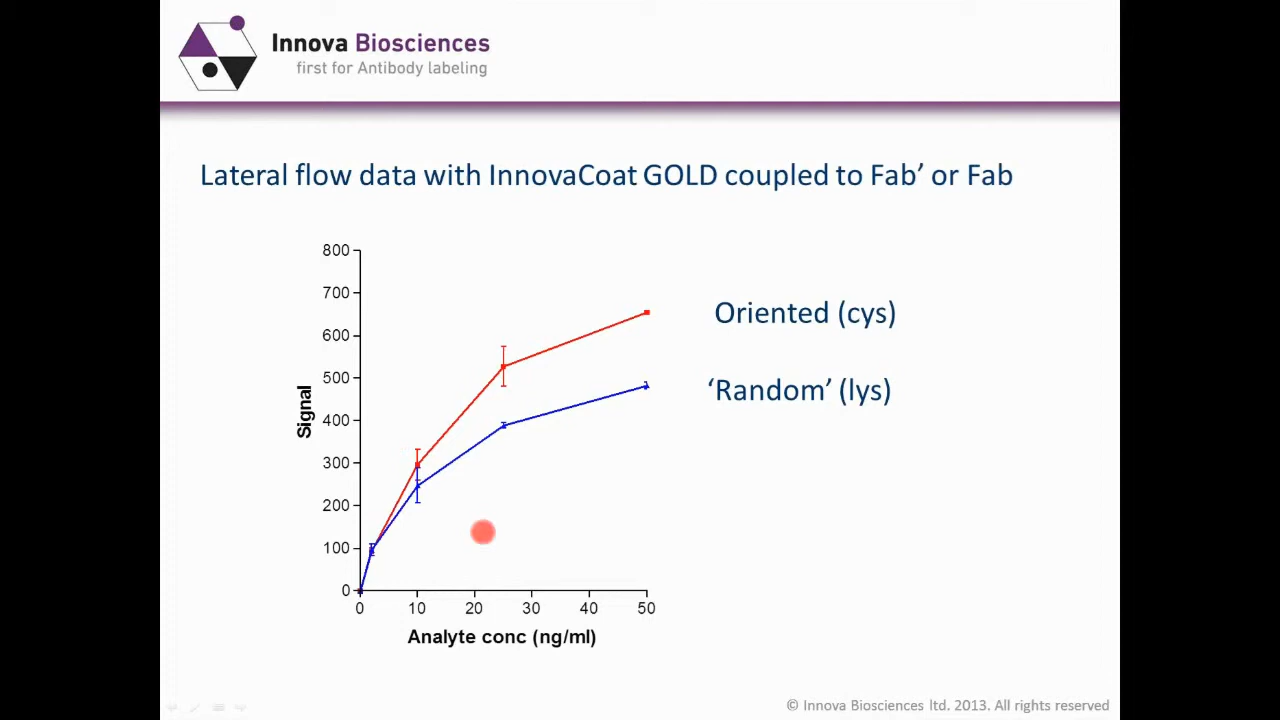 Innova Biosciences
first for Antibody labeling
Lateral flow data with InnovaCoat GOLD coupled to Fab’ or Fab
800
700
600
500
400
300
200
100
0
Signal
0 10 20 30 40 50
Analyte conc (ng/ml)
Oriented (cys)
‘Random’ (lys)
© Innova Biosciences ltd. 2013. All rights reserved